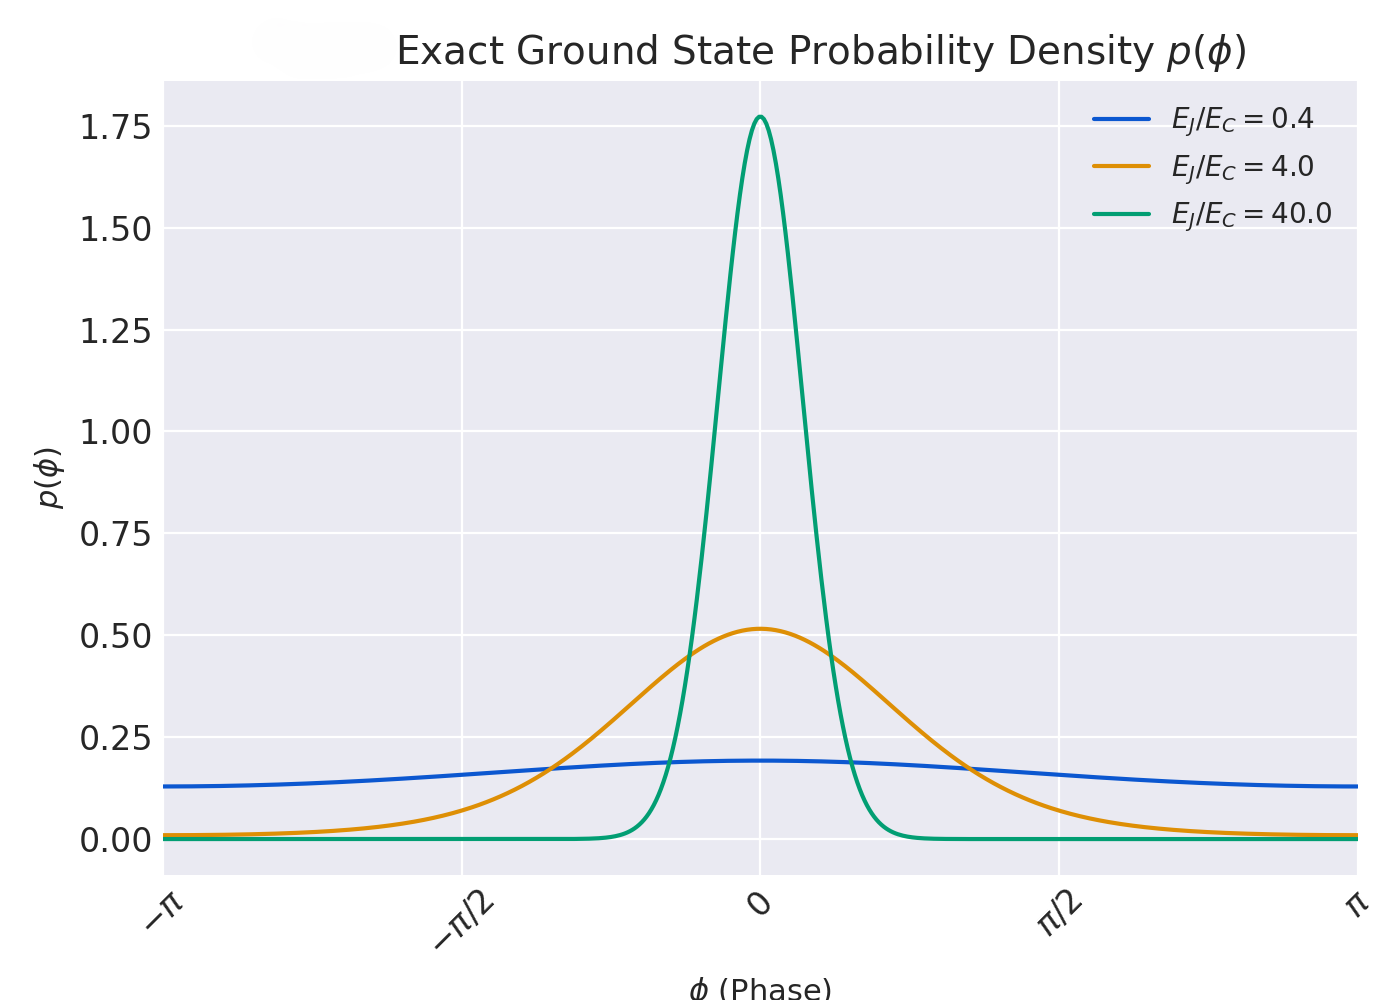 Exact Ground State Probability Density p(ϕ)
E_J/E_C = 0.4
E_J/E_C = 4.0
E_J/E_C = 40.0
1.75
1.50
1.25
1.00
0.75
0.50
0.25
0.00
p(ϕ)
−π
−π/2
0
π/2
π
ϕ (Phase)